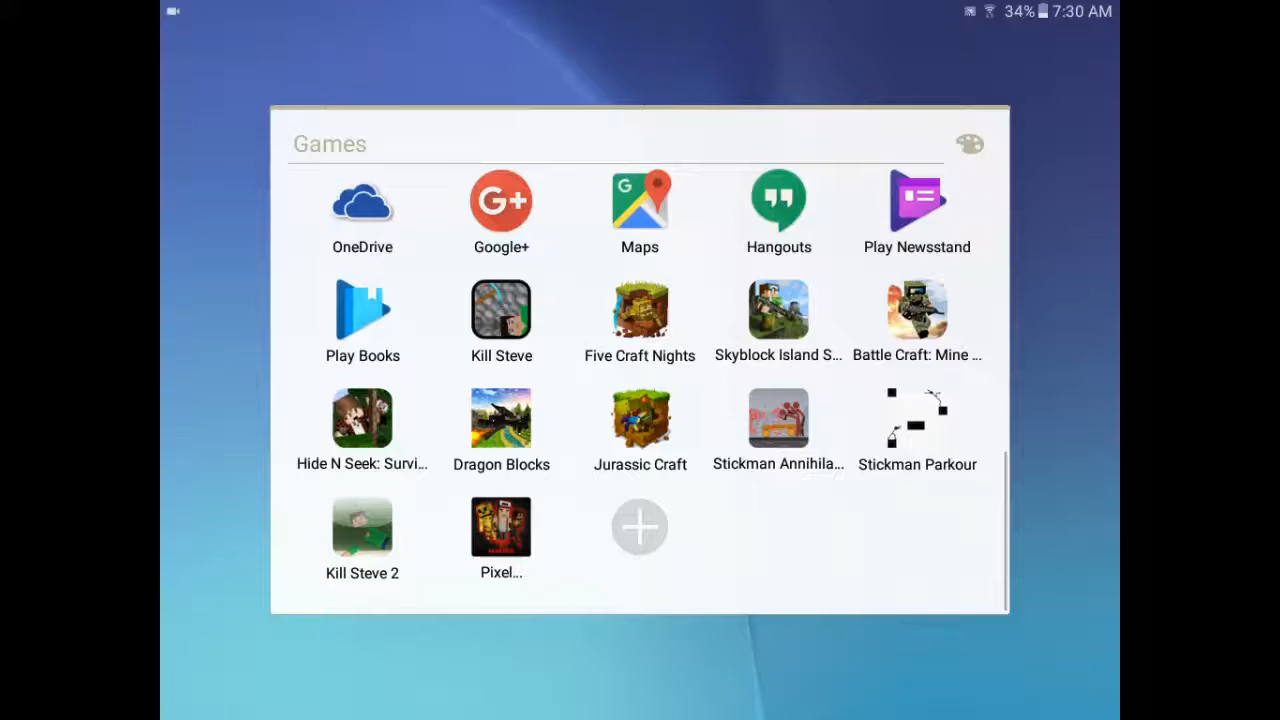 34% 7:30 AM
Games
OneDrive Google+ Maps Hangouts Play Newsstand
Play Books Kill Steve Five Craft Nights Skyblock Island S... Battle Craft: Mine ...
Hide N Seek: Survi... Dragon Blocks Jurassic Craft Stickman Annihila... Stickman Parkour
Kill Steve 2 Pixel...